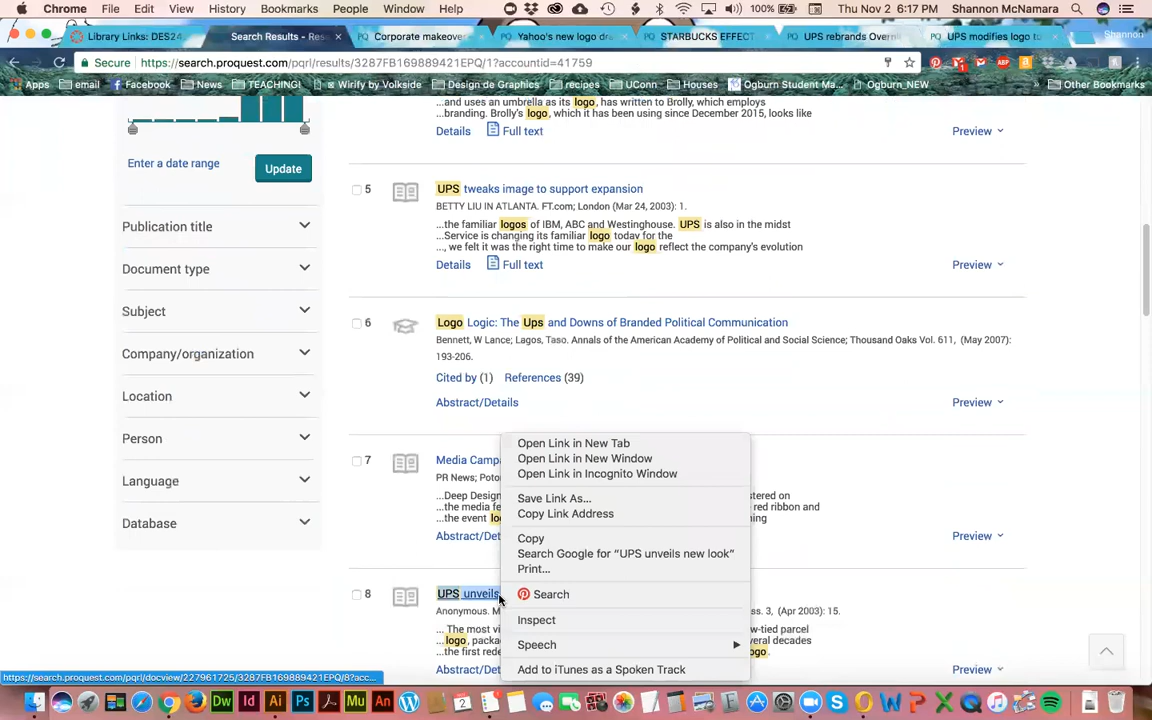 Chrome File Edit View History Bookmarks People Window Help 100% Thu Nov 2 6:17 PM Shannon McNamara
Library Links: DES24 Search Results - Res Corporate makeover Yahoo's new logo dra STARBUCKS EFFECT UPS rebrands Overni UPS modifies logo to Shannon
Secure https://search.proquest.com/pqrl/results/3287FB169889421EPQ/1?accountid=41759
Apps email Facebook News TEACHING! Wirify by Volkside Design de Graphics recipes UConn Houses Ogburn Student Ma... Ogburn_NEW Other Bookmarks
...and uses an umbrella as its logo, has written to Brolly, which employs
...branding. Brolly's logo, which it has been using since December 2015, looks like
Details Full text Preview
Enter a date range Update
5 UPS tweaks image to support expansion
BETTY LIU IN ATLANTA. FT.com; London (Mar 24, 2003): 1.
...the familiar logos of IBM, ABC and Westinghouse. UPS is also in the midst
...Service is changing its familiar logo today for the
..., we felt it was the right time to make our logo reflect the company's evolution
Details Full text Preview
Publication title
Document type
Subject
Company/organization
Location
Person
Language
Database
6 Logo Logic: The Ups and Downs of Branded Political Communication
Bennett, W Lance; Lagos, Taso. Annals of the American Academy of Political and Social Science; Thousand Oaks Vol. 611, (May 2007):
193-206.
Cited by (1) References (39)
Abstract/Details Preview
7 Media Campa
PR News; Poto
...Deep Design
...the media fe
...the event lo
stered on
red ribbon and
ing
Abstract/Det Preview
8 UPS unveils
Anonymous. M ss. 3, (Apr 2003): 15.
... The most vi w-tied parcel
...logo, packa everal decades
...the first rede ogo.
Abstract/Det Preview
Open Link in New Tab
Open Link in New Window
Open Link in Incognito Window
Save Link As...
Copy Link Address
Copy
Search Google for “UPS unveils new look”
Print...
Search
Inspect
Speech
Add to iTunes as a Spoken Track
https://search.proquest.com/pqrl/docview/227961725/3287FB169889421EPQ/8?acc...